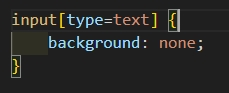 input[type=text] {
    background: none;
}